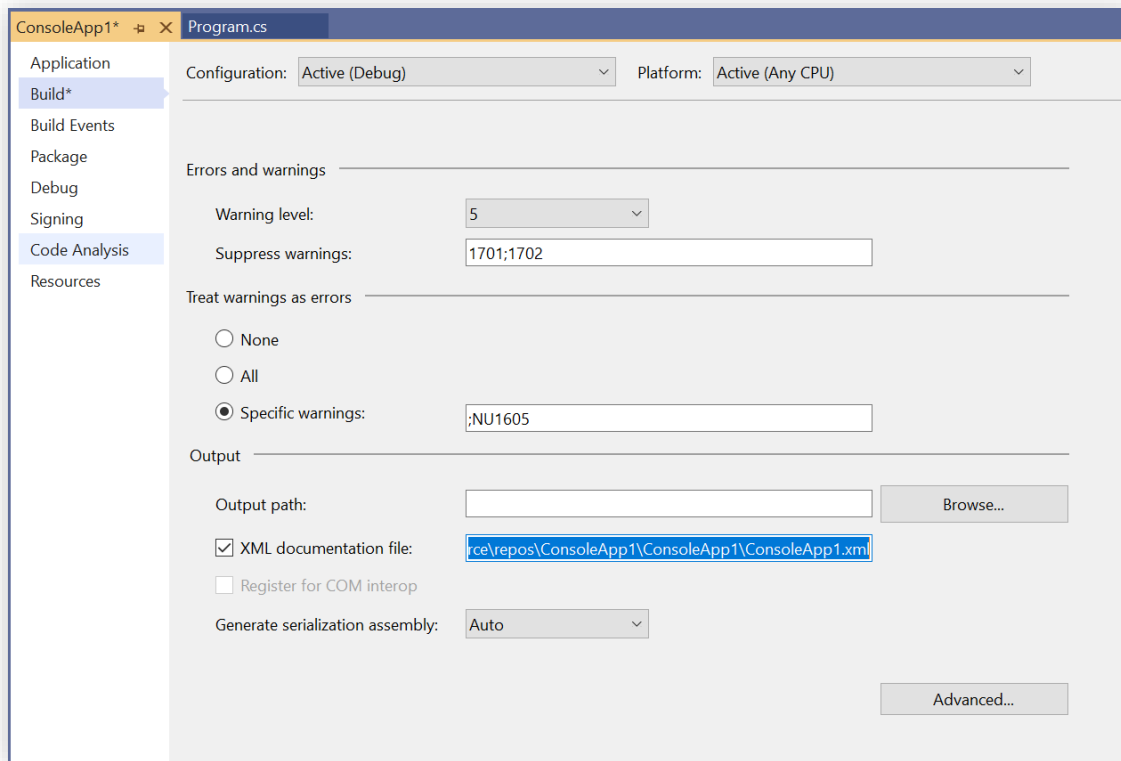 ConsoleApp1* Program.cs
Application
Build*
Build Events
Package
Debug
Signing
Code Analysis
Resources
Configuration: Active (Debug) Platform: Active (Any CPU)
Errors and warnings
Warning level: 5
Suppress warnings: 1701;1702
Treat warnings as errors
None
All
Specific warnings: ;NU1605
Output
Output path: Browse...
XML documentation file: rce\repos\ConsoleApp1\ConsoleApp1\ConsoleApp1.xml
Register for COM interop
Generate serialization assembly: Auto
Advanced...